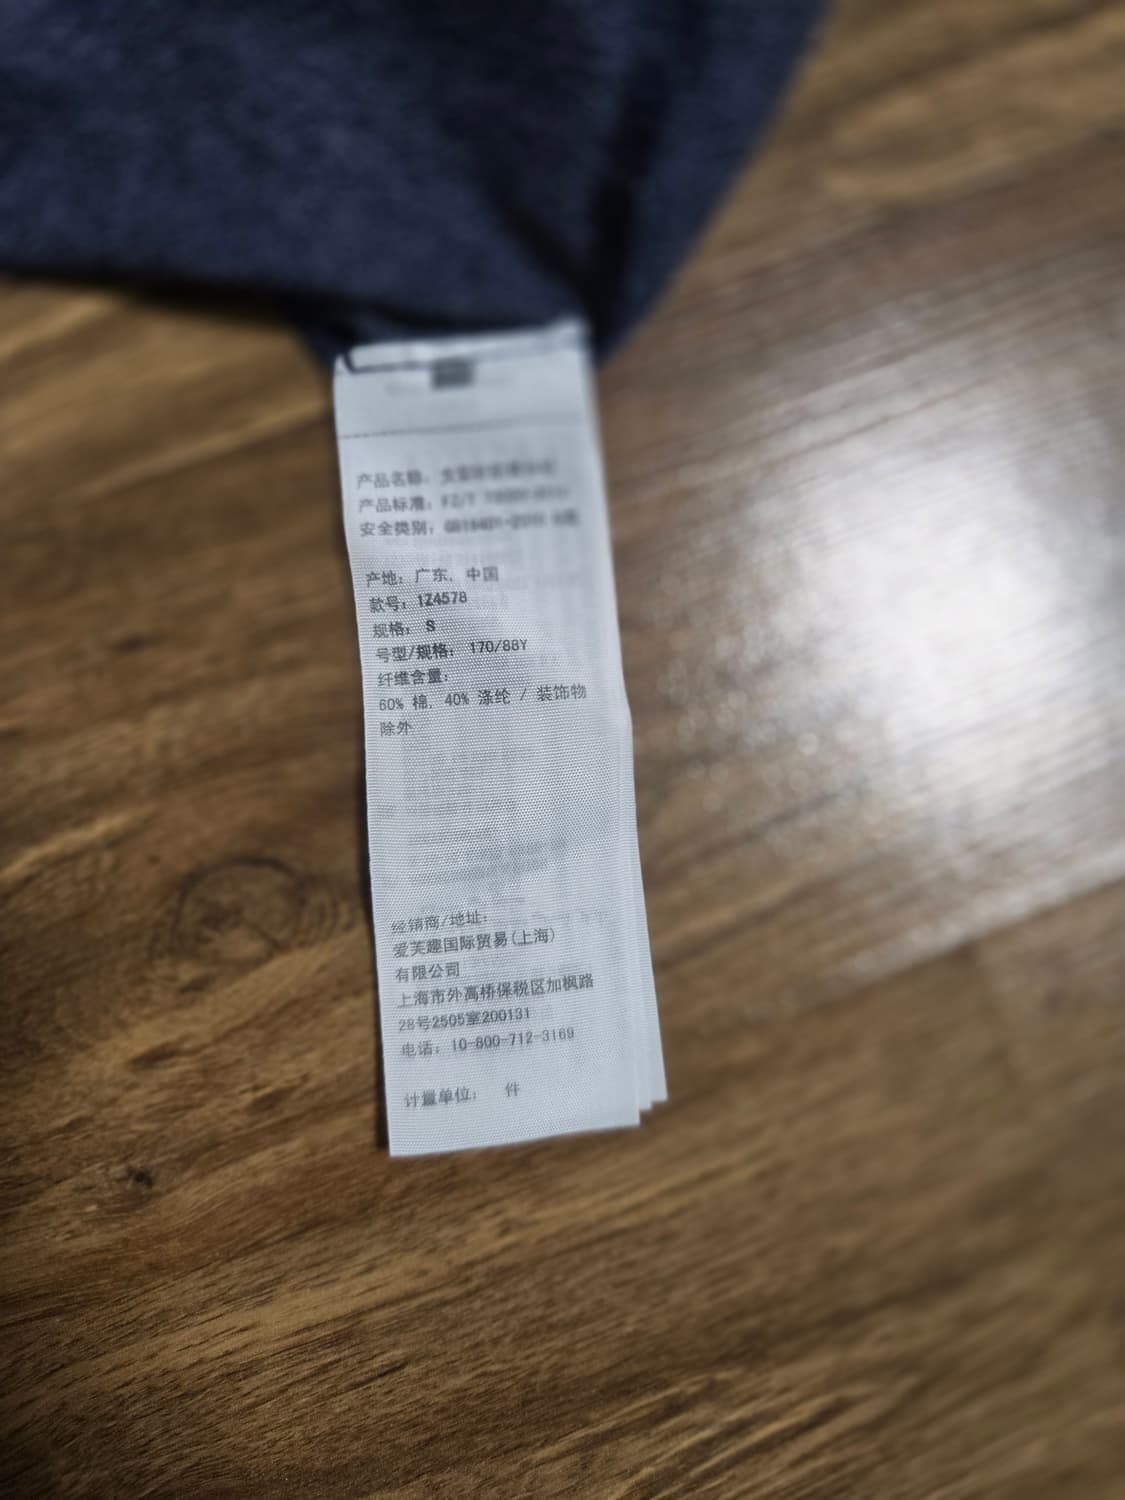 产品名称：
产品标准：FZ/T
安全类别：GB18401-2010
产地：广东，中国
款号：1Z4578
规格： S
号型/规格： 170/88Y
纤维含量：
60% 棉，40% 涤纶 / 装饰物
除外
经销商/地址：
爱芙趣国际贸易(上海)
有限公司
上海市外高桥保税区加枫路
28号2505室200131
电话：10-800-712-3169
计量单位： 件